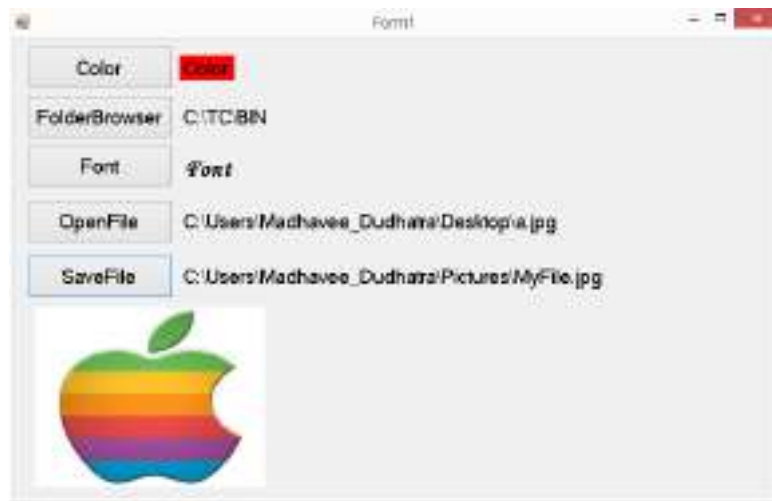 Form1
Color Color
FolderBrowser C:\TC\BIN
Font Font
OpenFile C:\Users\Madhavee_Dudhatra\Desktop\a.jpg
SaveFile C:\Users\Madhavee_Dudhatra\Pictures\MyFile.jpg